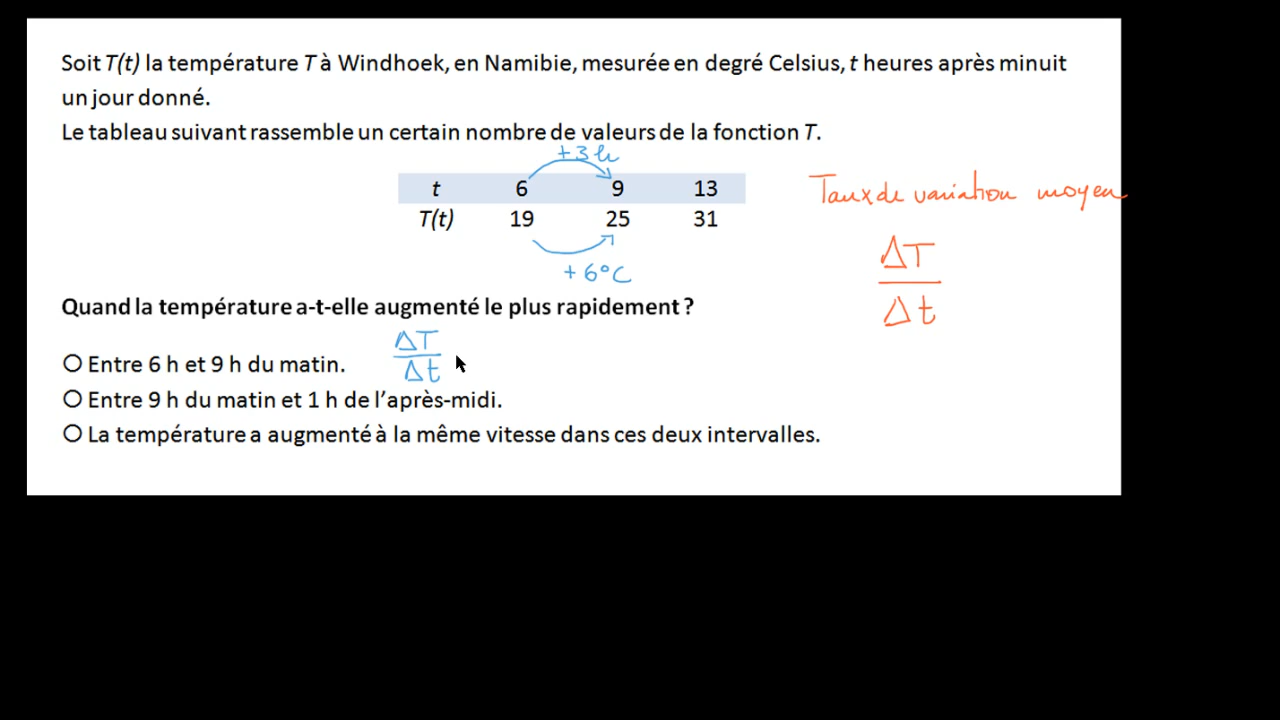 Soit T(t) la température T à Windhoek, en Namibie, mesurée en degré Celsius, t heures après minuit
un jour donné.
Le tableau suivant rassemble un certain nombre de valeurs de la fonction T.
+3h
t 6 9 13
T(t) 19 25 31
+6°C
Taux de variation moyen
ΔT
Δt
Quand la température a-t-elle augmenté le plus rapidement ?
ΔT
Δt
Entre 6 h et 9 h du matin.
Entre 9 h du matin et 1 h de l’après-midi.
La température a augmenté à la même vitesse dans ces deux intervalles.